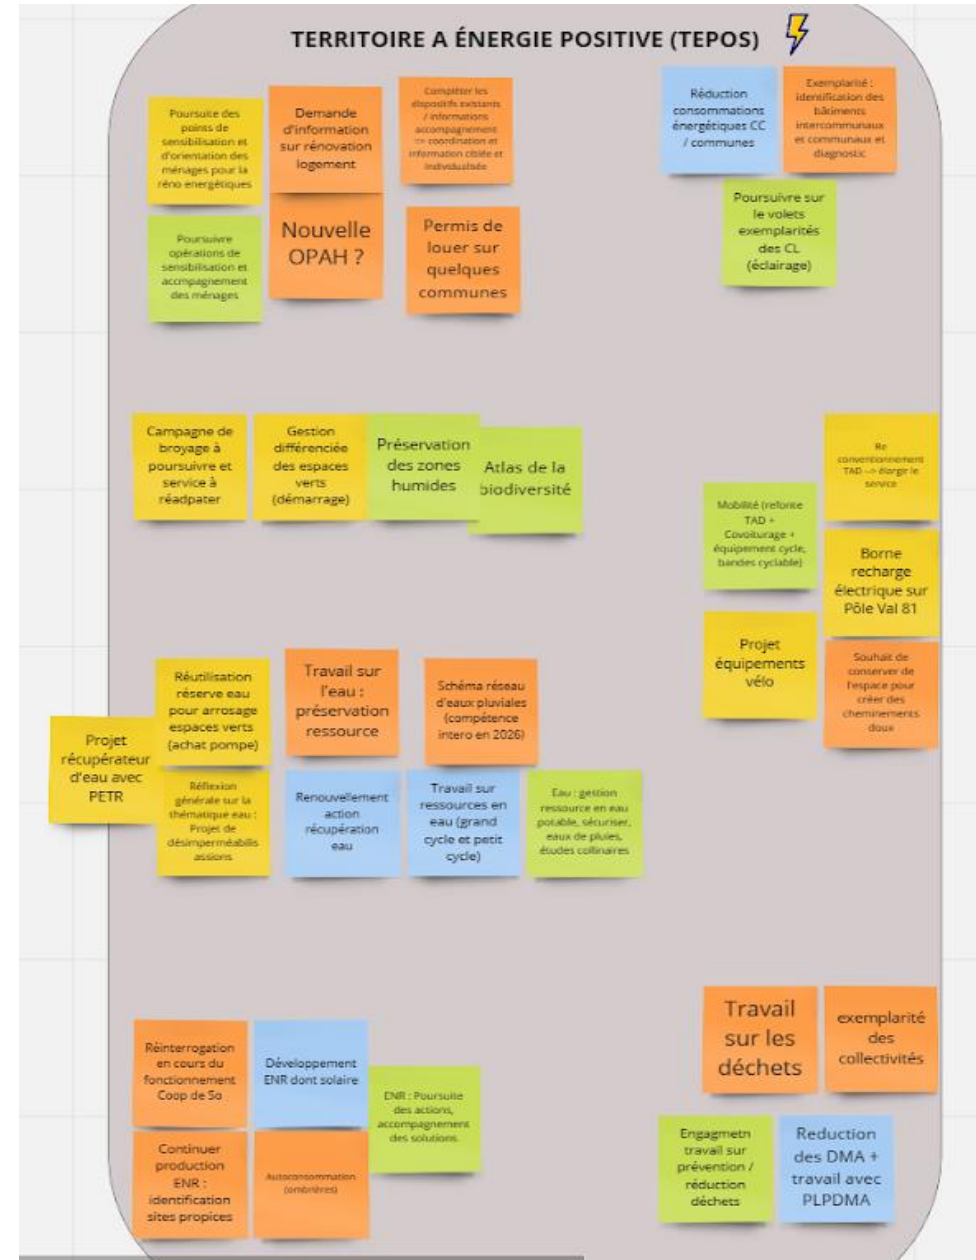 TERRITOIRE A ÉNERGIE POSITIVE (TEPOS)
Poursuite des
points de
sensibilisation et
d'orientation des
ménages pour la
réno energétiques
Demande
d'information
sur rénovation
logement
Compléter les
dispositifs existants
/ informations
accompagnement
=> coordination et
information ciblée et
individualisée
Poursuivre
opérations de
sensibilisation et
accmpagnement
des ménages
Nouvelle
OPAH ?
Permis de
louer sur
quelques
communes
Réduction
consommations
énergétiques CC
/ communes
Exemplarité :
identification des
bâtiments
intercommunaux
et communaux et
diagnostic
Poursuivre sur
le volets
exemplarités
des CL
(éclairage)
Campagne de
broyage à
poursuivre et
service à
réadpater
Gestion
différenciée
des espaces
verts
(démarrage)
Préservation
des zones
humides
Atlas de la
biodiversité
Re
conventionnement
TAD --> élargir le
service
Mobilité (refonte
TAD +
Covoiturage +
équipement cycle,
bandes cyclable)
Borne
recharge
électrique sur
Pôle Val 81
Projet
équipements
vélo
Souhait de
conserver de
l'espace pour
créer des
cheminements
doux
Projet
récupérateur
d'eau avec
PETR
Réutilisation
réserve eau
pour arrosage
espaces verts
(achat pompe)
Travail sur
l'eau :
préservation
ressource
Schéma réseau
d'eaux pluviales
(compétence
interco en 2026)
Réflexion
générale sur la
thématique eau :
Projet de
désimperméabilis
assions
Renouvellement
action
récupération
eau
Travail sur
ressources en
eau (grand
cycle et petit
cycle)
Eau : gestion
ressource en eau
potable, sécuriser,
eaux de pluies,
études collinaires
Réinterrogation
en cours du
fonctionnement
Coop de So
Développement
ENR dont solaire
ENR : Poursuite
des actions,
accompagnement
des solutions
Continuer
production
ENR :
identification
sites propices
Autoconsommation
(ombrières)
Travail
sur les
déchets
exemplarité
des
collectivités
Engagmetn
travail sur
prévention /
réduction
déchets
Reduction
des DMA +
travail avec
PLPDMA